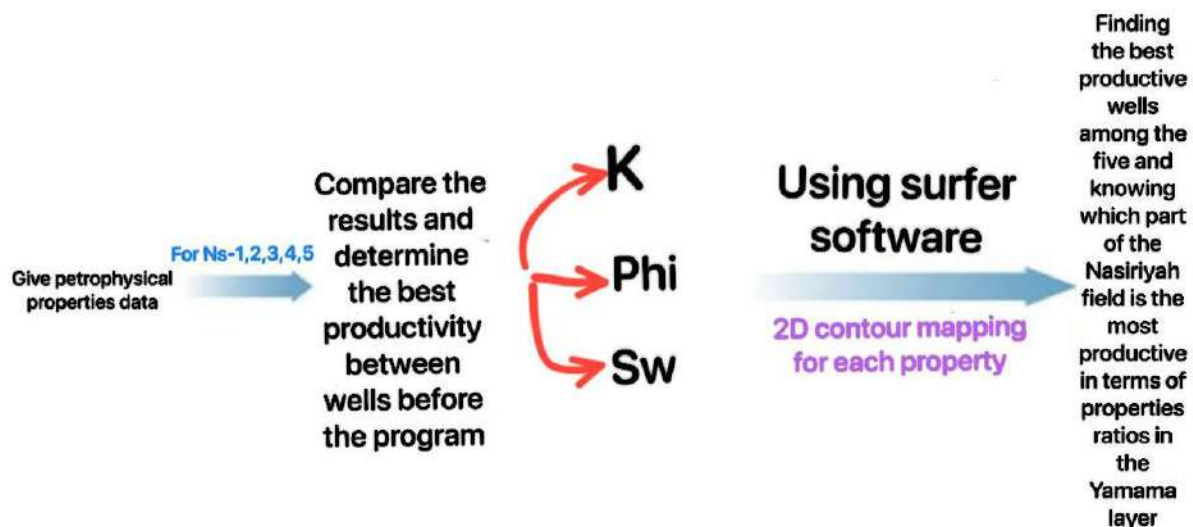 Give petrophysical
properties data
For Ns-1,2,3,4,5
Compare the
results and
determine
the best
productivity
between
wells before
the program
K
Phi
Sw
Using surfer
software
2D contour mapping
for each property
Finding
the best
productive
wells
among the
five and
knowing
which part
of the
Nasiriyah
field is the
most
productive
in terms of
properties
ratios in
the
Yamama
layer